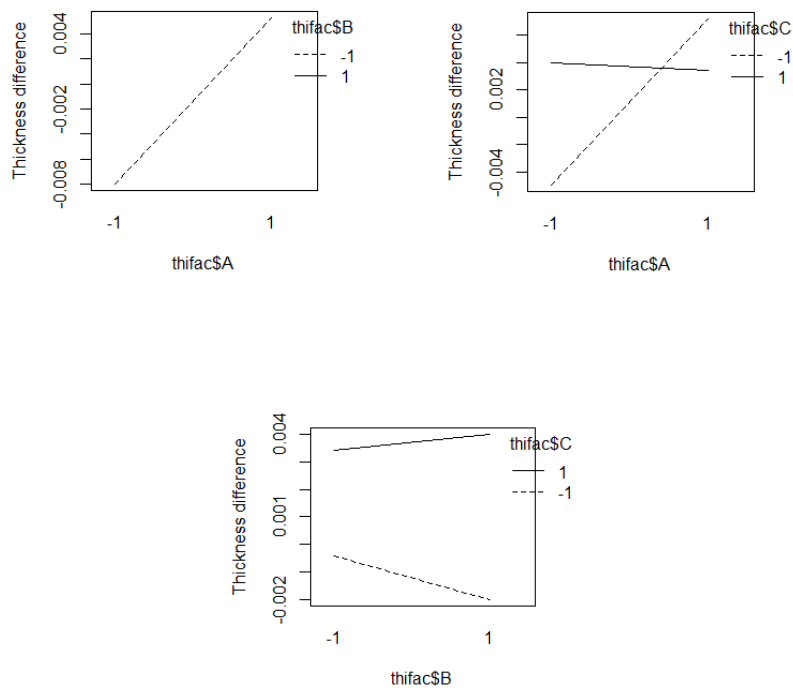 Thickness difference
0.004
-0.002
-0.008
-1
1
thifac$A
thifac$B
-1
1
Thickness difference
0.002
-0.004
-1
1
thifac$A
thifac$C
-1
1
Thickness difference
0.004
0.001
-0.002
-1
1
thifac$B
thifac$C
1
-1